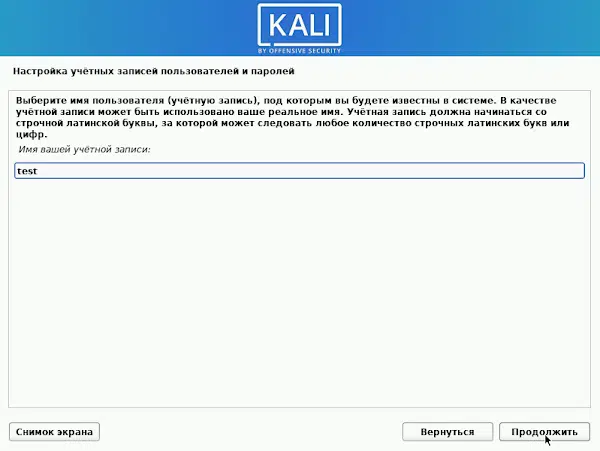 KALI
BY OFFENSIVE SECURITY
Настройка учётных записей пользователей и паролей
Выберите имя пользователя (учётную запись), под которым вы будете известны в системе. В качестве
учётной записи может быть использовано ваше реальное имя. Учётная запись должна начинаться со
строчной латинской буквы, за которой может следовать любое количество строчных латинских букв или
цифр.
Имя вашей учётной записи:
test
Снимок экрана
Вернуться
Продолжить